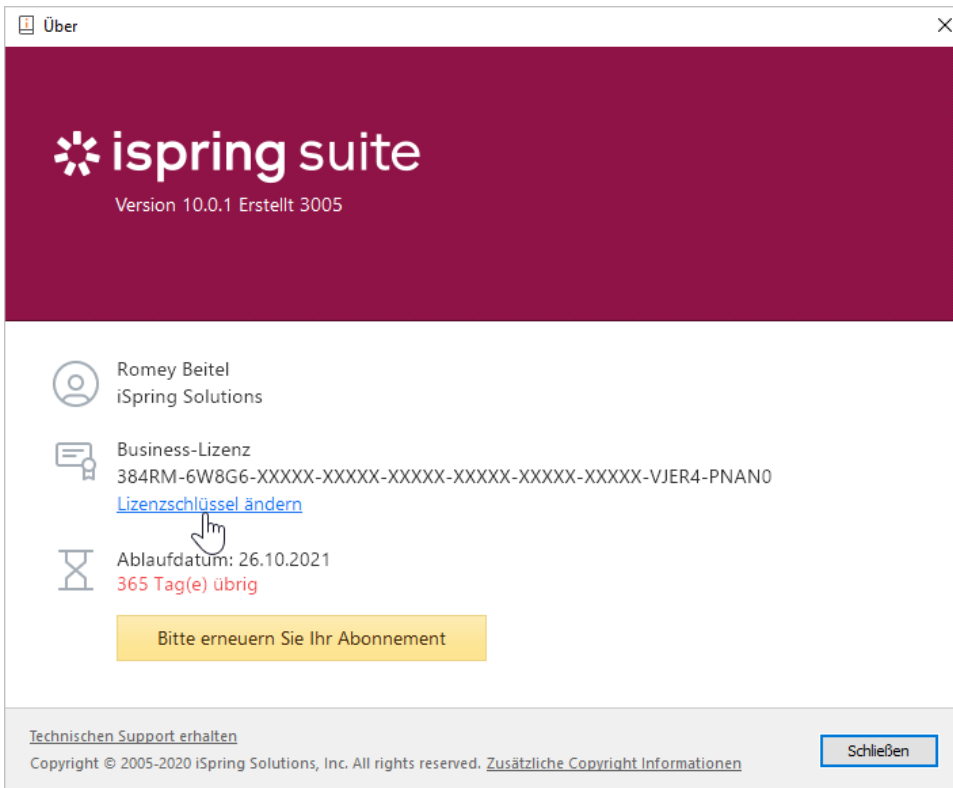 Über
ispring suite
Version 10.0.1 Erstellt 3005
Romey Beitel
iSpring Solutions
Business-Lizenz
384RM-6W8G6-XXXXX-XXXXX-XXXXX-XXXXX-XXXXX-XXXXX-VJER4-PNAN0
Lizenzschlüssel ändern
Ablaufdatum: 26.10.2021
365 Tag(e) übrig
Bitte erneuern Sie Ihr Abonnement
Technischen Support erhalten
Copyright © 2005-2020 iSpring Solutions, Inc. All rights reserved. Zusätzliche Copyright Informationen
Schließen